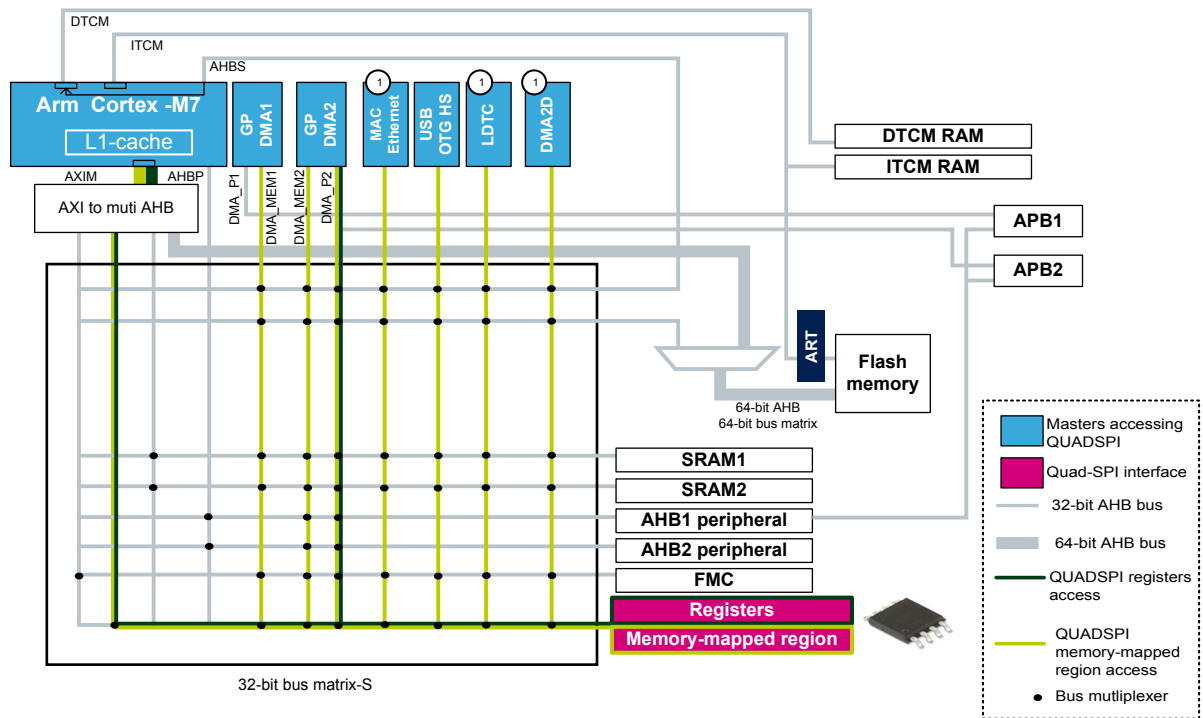 DTCM
ITCM
AHBS
Arm Cortex -M7
L1-cache
GP
DMA1
GP
DMA2
1
MAC
Ethernet
USB
OTG HS
1
LDTC
1
DMA2D
AXIM
AHBP
DMA_P1
DMA_MEM1
DMA_MEM2
DMA_P2
AXI to muti AHB
DTCM RAM
ITCM RAM
APB1
APB2
ART
Flash
memory
64-bit AHB
64-bit bus matrix
SRAM1
SRAM2
AHB1 peripheral
AHB2 peripheral
FMC
Registers
Memory-mapped region
32-bit bus matrix-S
Masters accessing
QUADSPI
Quad-SPI interface
32-bit AHB bus
64-bit AHB bus
QUADSPI registers
access
QUADSPI
memory-mapped
region access
Bus mutliplexer